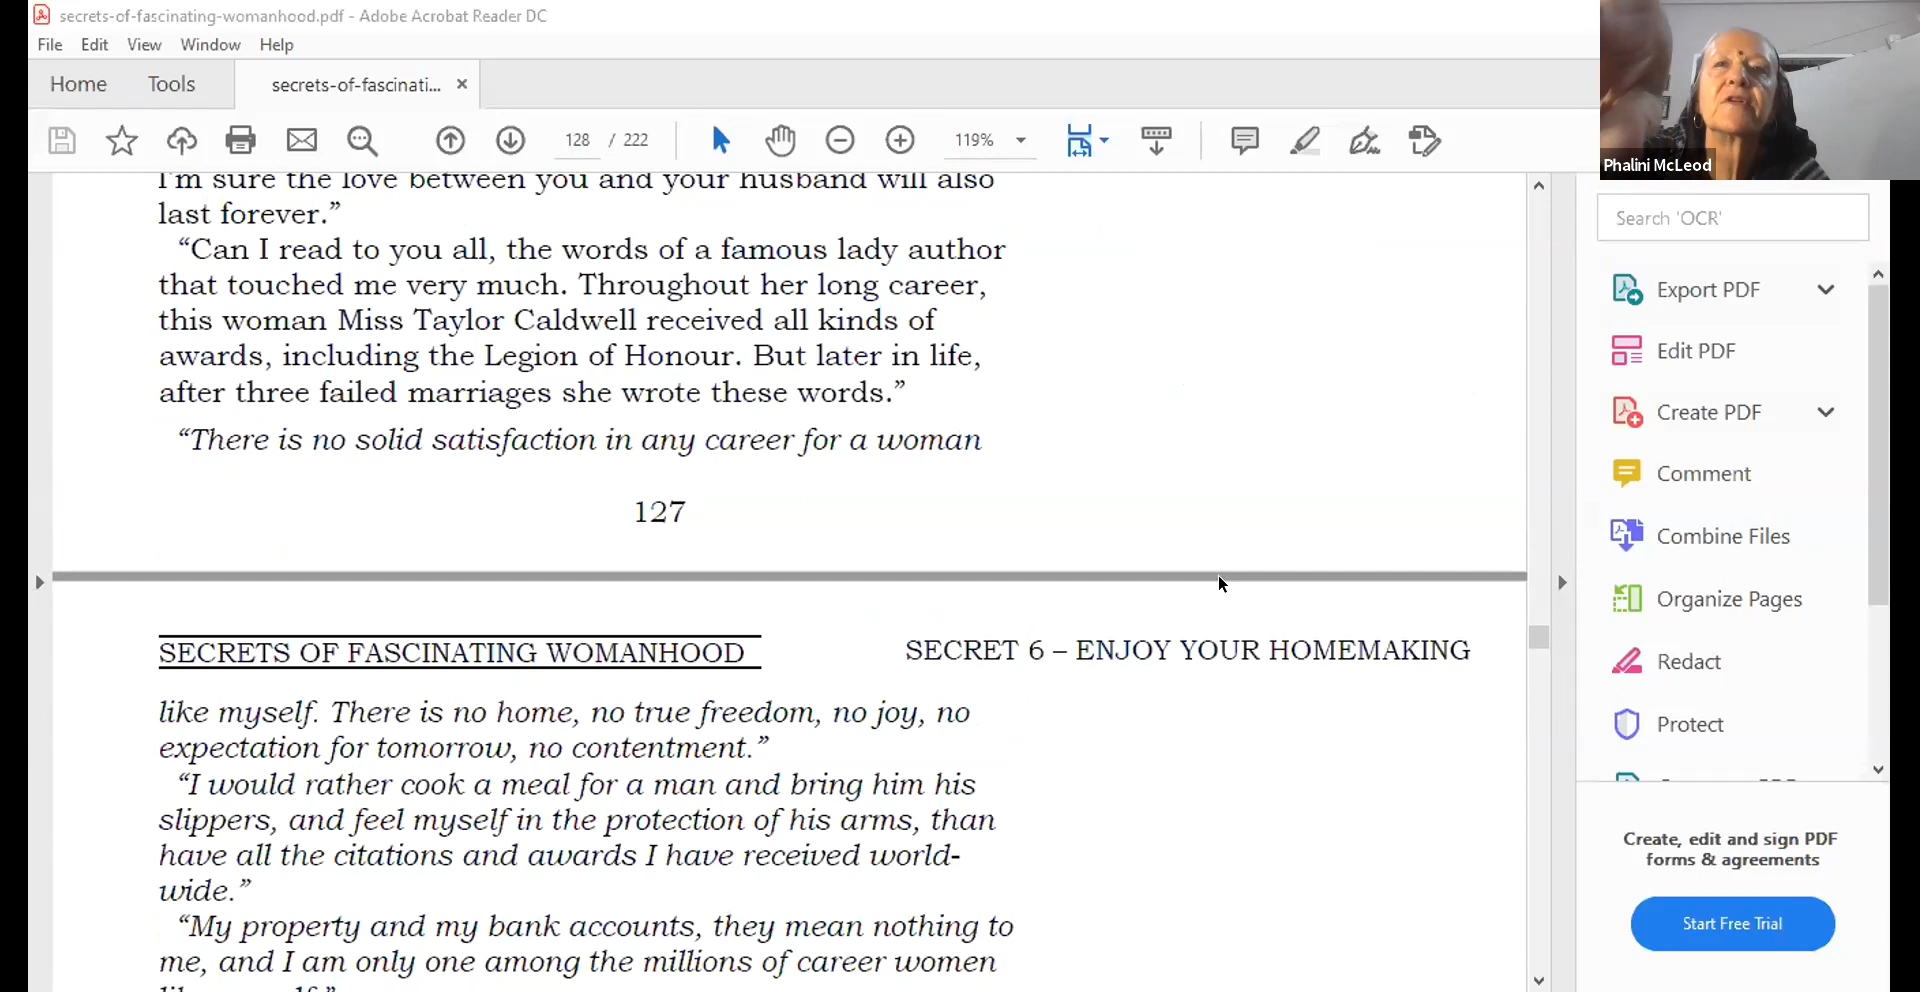 secrets-of-fascinating-womanhood.pdf - Adobe Acrobat Reader DC
File Edit View Window Help
Home Tools secrets-of-fascinati... ×
128 / 222 119%
Phalini McLeod
I'm sure the love between you and your husband will also
last forever.”
“Can I read to you all, the words of a famous lady author
that touched me very much. Throughout her long career,
this woman Miss Taylor Caldwell received all kinds of
awards, including the Legion of Honour. But later in life,
after three failed marriages she wrote these words.”
“There is no solid satisfaction in any career for a woman
127
SECRETS OF FASCINATING WOMANHOOD SECRET 6 – ENJOY YOUR HOMEMAKING
like myself. There is no home, no true freedom, no joy, no
expectation for tomorrow, no contentment.”
“I would rather cook a meal for a man and bring him his
slippers, and feel myself in the protection of his arms, than
have all the citations and awards I have received world-
wide.”
“My property and my bank accounts, they mean nothing to
me, and I am only one among the millions of career women
Search 'OCR'
Export PDF
Edit PDF
Create PDF
Comment
Combine Files
Organize Pages
Redact
Protect
Create, edit and sign PDF
forms & agreements
Start Free Trial